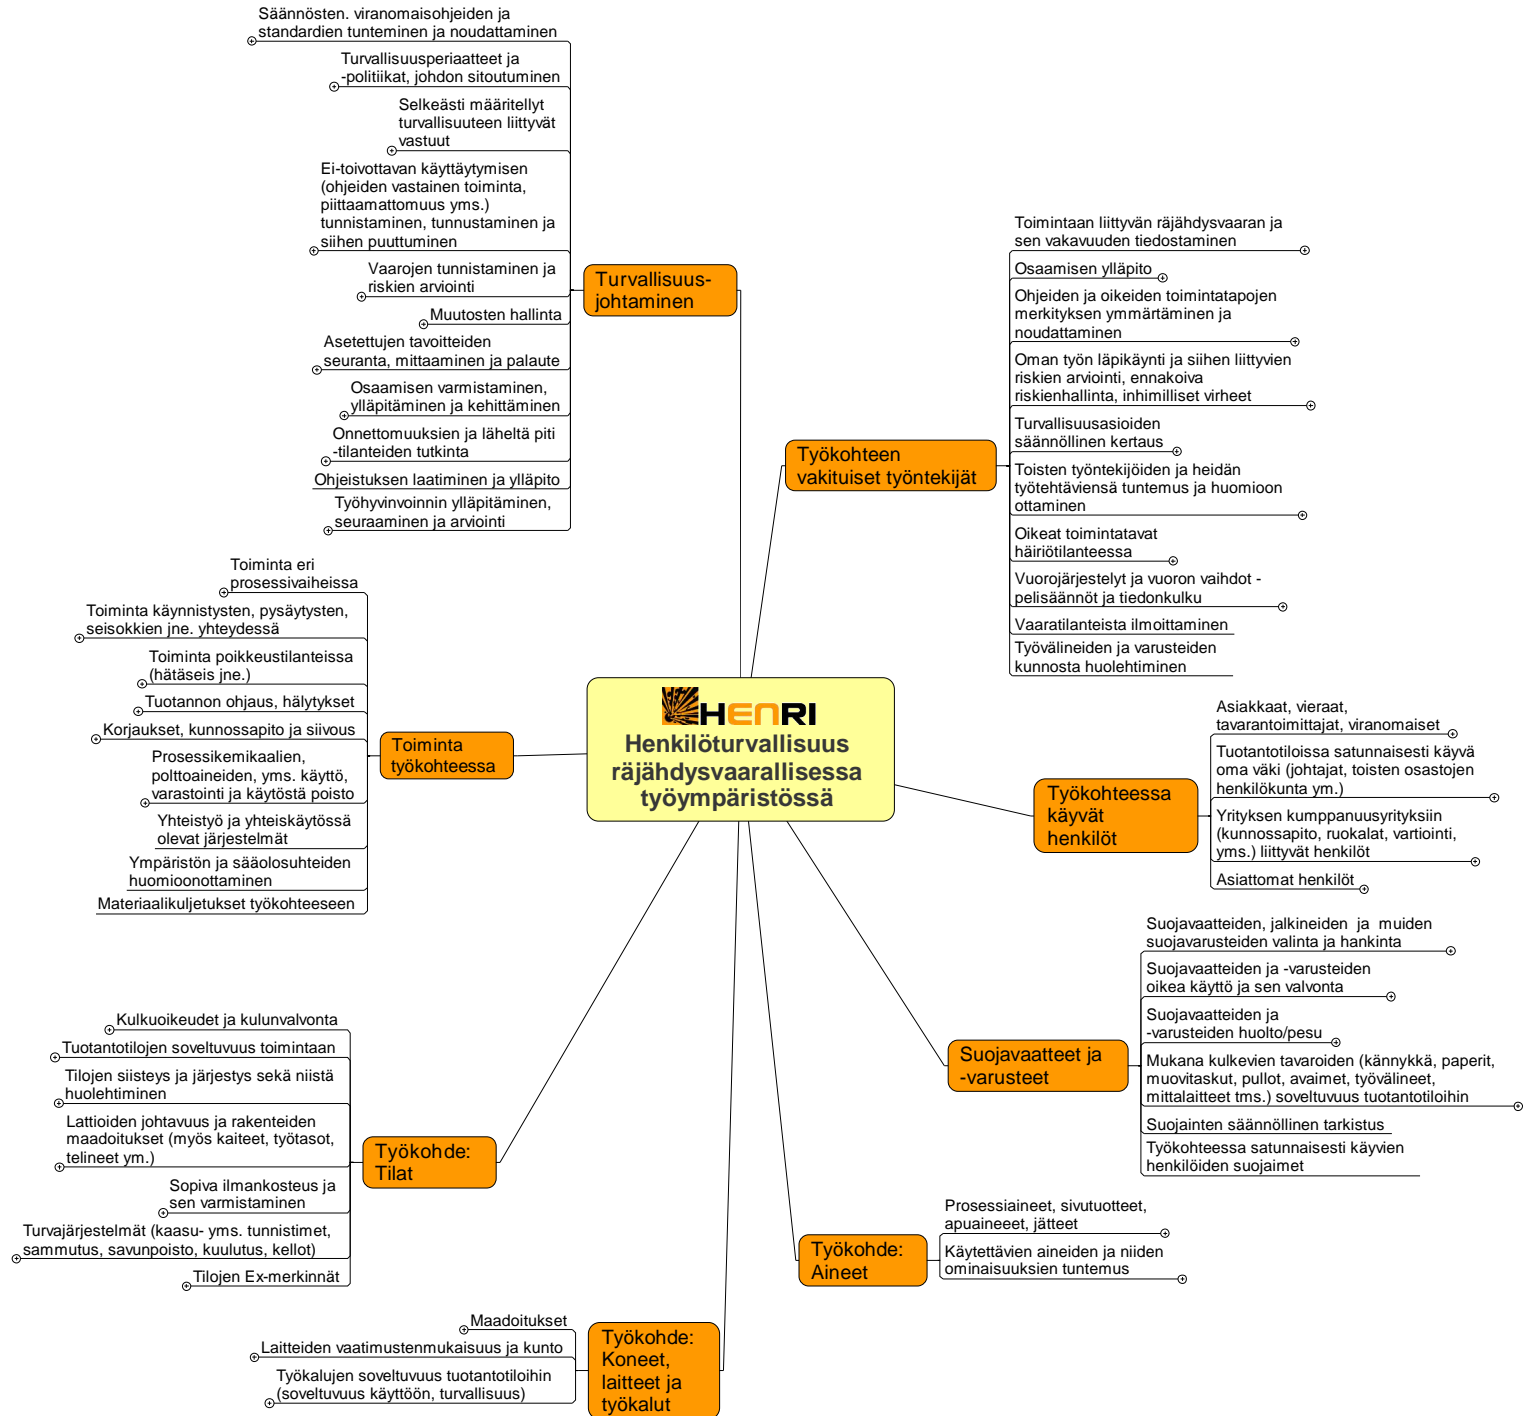 Säännösten. viranomaisohjeiden ja
standardien tunteminen ja noudattaminen
Turvallisuusperiaatteet ja
-politiikat, johdon sitoutuminen
Selkeästi määritellyt
turvallisuuteen liittyvät
vastuut
Ei-toivottavan käyttäytymisen
(ohjeiden vastainen toiminta,
piittaamattomuus yms.)
tunnistaminen, tunnustaminen ja
siihen puuttuminen
Vaarojen tunnistaminen ja
riskien arviointi
Muutosten hallinta
Asetettujen tavoitteiden
seuranta, mittaaminen ja palaute
Osaamisen varmistaminen,
ylläpitäminen ja kehittäminen
Onnettomuuksien ja läheltä piti
-tilanteiden tutkinta
Ohjeistuksen laatiminen ja ylläpito
Työhyvinvoinnin ylläpitäminen,
seuraaminen ja arviointi
Turvallisuus-
johtaminen
Toimintaan liittyvän räjähdysvaaran ja
sen vakavuuden tiedostaminen
Osaamisen ylläpito
Ohjeiden ja oikeiden toimintatapojen
merkityksen ymmärtäminen ja
noudattaminen
Oman työn läpikäynti ja siihen liittyvien
riskien arviointi, ennakoiva
riskienhallinta, inhimilliset virheet
Turvallisuusasioiden
säännöllinen kertaus
Toisten työntekijöiden ja heidän
työtehtäviensä tuntemus ja huomioon
ottaminen
Oikeat toimintatavat
häiriötilanteessa
Vuorojärjestelyt ja vuoron vaihdot -
pelisäännöt ja tiedonkulku
Vaaratilanteista ilmoittaminen
Työvälineiden ja varusteiden
kunnosta huolehtiminen
Työkohteen
vakituiset työntekijät
Toiminta eri
prosessivaiheissa
Toiminta käynnistysten, pysäytysten,
seisokkien jne. yhteydessä
Toiminta poikkeustilanteissa
(hätäseis jne.)
Tuotannon ohjaus, hälytykset
Korjaukset, kunnossapito ja siivous
Prosessikemikaalien,
polttoaineiden, yms. käyttö,
varastointi ja käytöstä poisto
Yhteistyö ja yhteiskäytössä
olevat järjestelmät
Ympäristön ja sääolosuhteiden
huomioonottaminen
Materiaalikuljetukset työkohteeseen
Toiminta
työkohteessa
HENRI
Henkilöturvallisuus
räjähdysvaarallisessa
työympäristössä
Työkohteessa
käyvät
henkilöt
Asiakkaat, vieraat,
tavarantoimittajat, viranomaiset
Tuotantotiloissa satunnaisesti käyvä
oma väki (johtajat, toisten osastojen
henkilökunta ym.)
Yrityksen kumppanuusyrityksiin
(kunnossapito, ruokalat, vartiointi,
yms.) liittyvät henkilöt
Asiattomat henkilöt
Suojavaatteet ja
-varusteet
Suojavaatteiden, jalkineiden  ja  muiden
suojavarusteiden valinta ja hankinta
Suojavaatteiden ja -varusteiden
oikea käyttö ja sen valvonta
Suojavaatteiden ja
-varusteiden huolto/pesu
Mukana kulkevien tavaroiden (kännykkä, paperit,
muovitaskut, pullot, avaimet, työvälineet,
mittalaitteet tms.) soveltuvuus tuotantotiloihin
Suojainten säännöllinen tarkistus
Työkohteessa satunnaisesti käyvien
henkilöiden suojaimet
Kulkuoikeudet ja kulunvalvonta
Tuotantotilojen soveltuvuus toimintaan
Tilojen siisteys ja järjestys sekä niistä
huolehtiminen
Lattioiden johtavuus ja rakenteiden
maadoitukset (myös kaiteet, työtasot,
telineet ym.)
Sopiva ilmankosteus ja
sen varmistaminen
Turvajärjestelmät (kaasu- yms. tunnistimet,
sammutus, savunpoisto, kuulutus, kellot)
Tilojen Ex-merkinnät
Työkohde:
Tilat
Työkohde:
Aineet
Prosessiaineet, sivutuotteet,
apuaineeet, jätteet
Käytettävien aineiden ja niiden
ominaisuuksien tuntemus
Maadoitukset
Laitteiden vaatimustenmukaisuus ja kunto
Työkalujen soveltuvuus tuotantotiloihin
(soveltuvuus käyttöön, turvallisuus)
Työkohde:
Koneet,
laitteet ja
työkalut